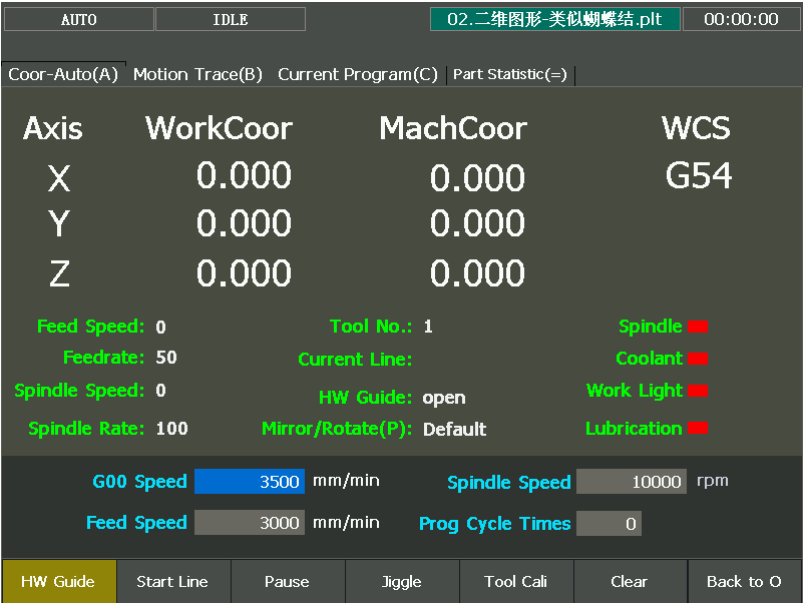 AUTO IDLE 02.二维图形-类似蝴蝶结.plt 00:00:00
Coor-Auto(A) Motion Trace(B) Current Program(C) Part Statistic(=)
Axis WorkCoor MachCoor WCS
X 0.000 0.000 G54
Y 0.000 0.000
Z 0.000 0.000
Feed Speed: 0 Tool No.: 1 Spindle
Feedrate: 50 Current Line: Coolant
Spindle Speed: 0 HW Guide: open Work Light
Spindle Rate: 100 Mirror/Rotate(P): Default Lubrication
G00 Speed 3500 mm/min Spindle Speed 10000 rpm
Feed Speed 3000 mm/min Prog Cycle Times 0
HW Guide Start Line Pause Jiggle Tool Cali Clear Back to O